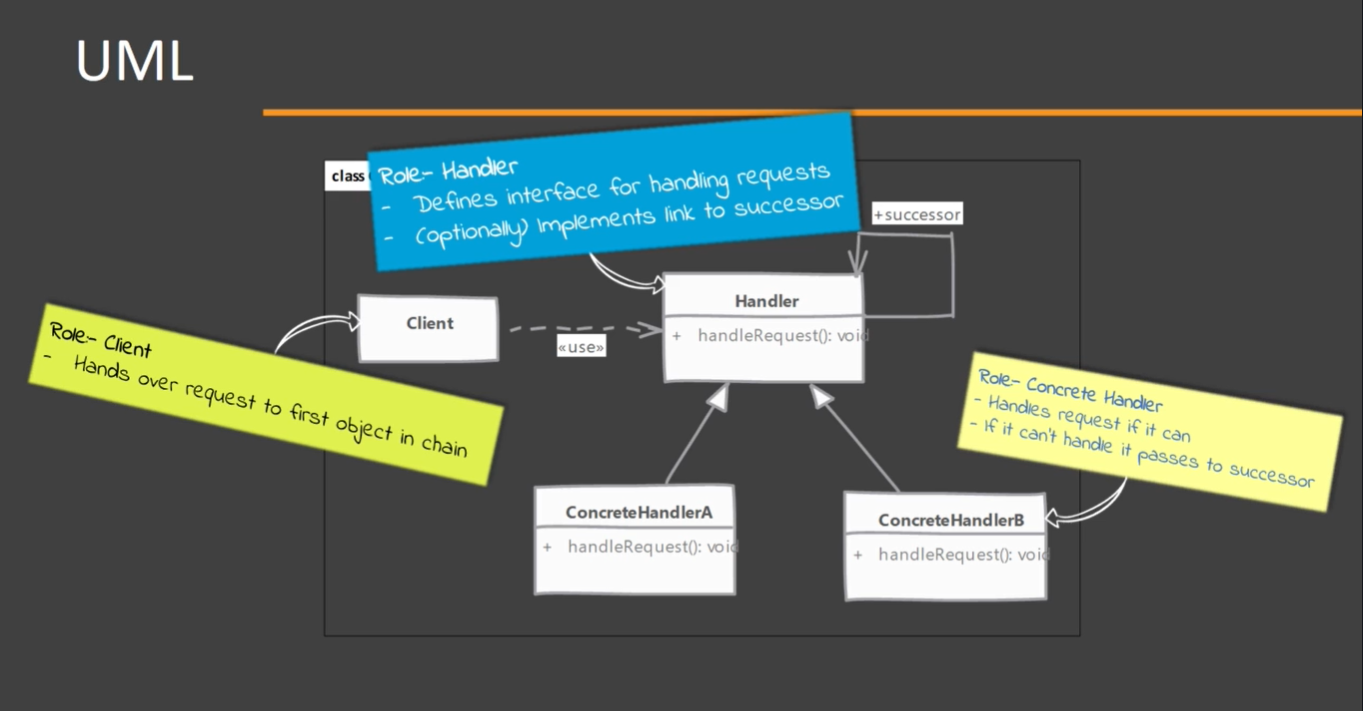 UML
class
Role- Handler
- Defines interface for handling requests
- (optionally) Implements link to successor
+successor
Handler
+ handleRequest(): void
Client
«use»
Role- Client
- Hands over request to first object in chain
Role- Concrete Handler
- Handles request if it can
- If it can't handle it passes to successor
ConcreteHandlerA
+ handleRequest(): void
ConcreteHandlerB
+ handleRequest(): void